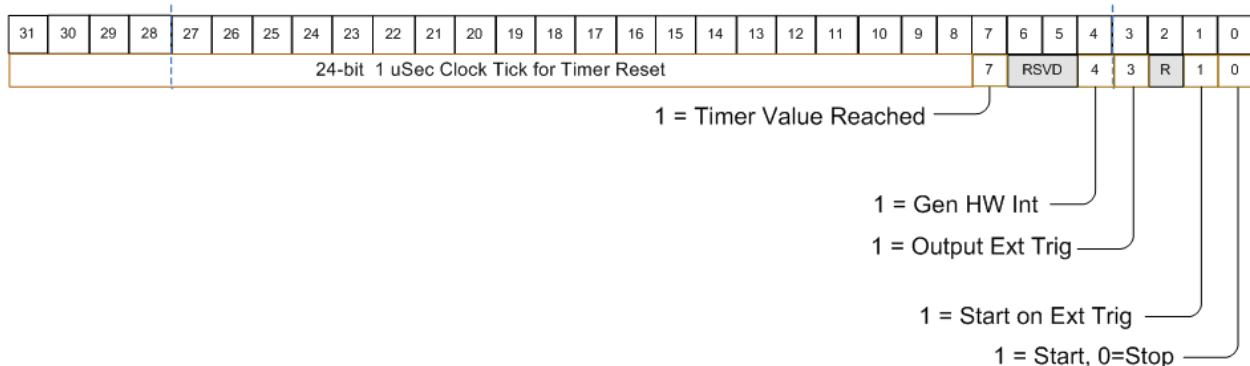 31 30 29 28 27 26 25 24 23 22 21 20 19 18 17 16 15 14 13 12 11 10 9 8 7 6 5 4 3 2 1 0
24-bit 1 uSec Clock Tick for Timer Reset 7 RSVD 4 3 R 1 0
1 = Timer Value Reached
1 = Gen HW Int
1 = Output Ext Trig
1 = Start on Ext Trig
1 = Start, 0=Stop